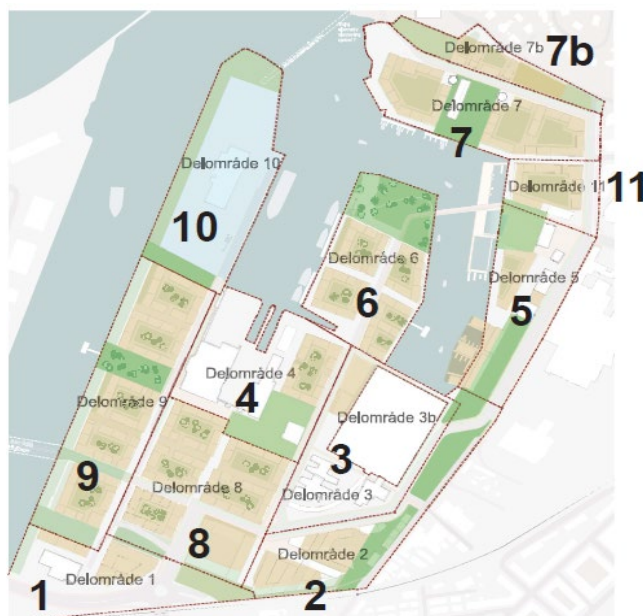 Delområde 7b
7b
Delområde 7
7
Delområde 10
10
Delområde 11
11
Delområde 6
6
Delområde 5
5
Delområde 4
4
Delområde 9
9
Delområde 3b
3
Delområde 3
Delområde 8
8
Delområde 2
2
Delområde 1
1